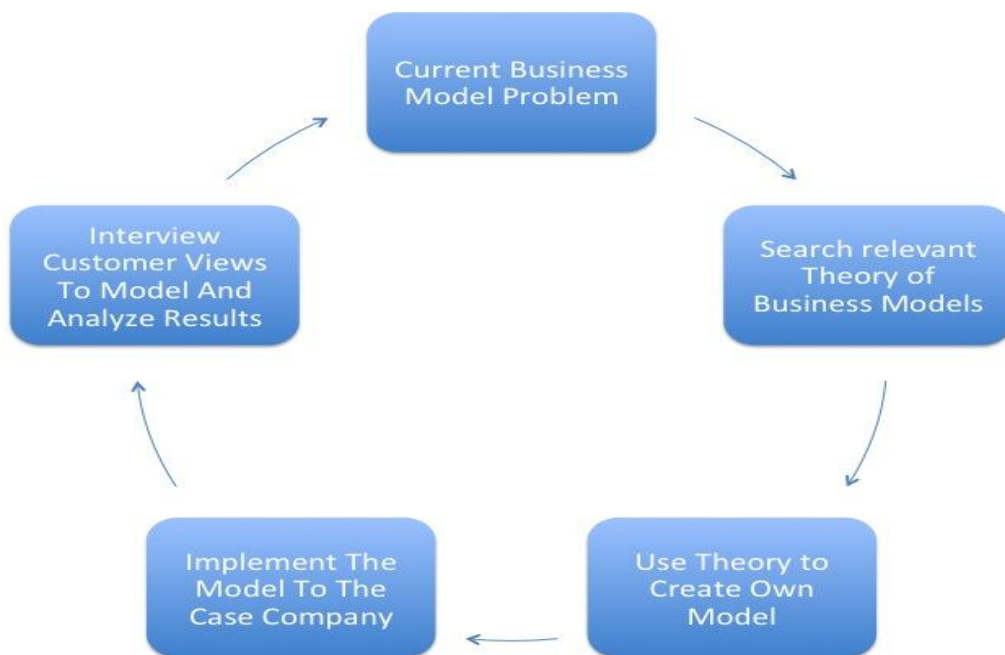 Current Business
Model Problem
Search relevant
Theory of
Business Models
Use Theory to
Create Own
Model
Implement The
Model To The
Case Company
Interview
Customer Views
To Model And
Analyze Results